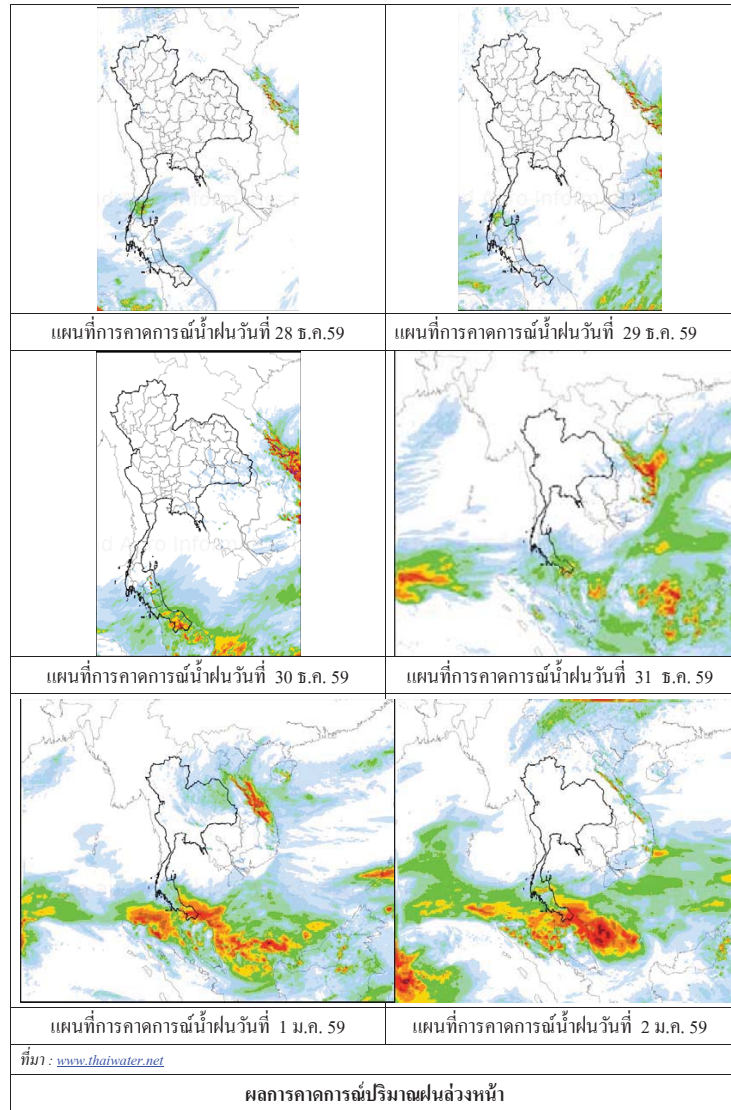 แผนที่การคาดการณ์น้ำฝนวันที่ 28 ธ.ค.59
แผนที่การคาดการณ์น้ำฝนวันที่ 29 ธ.ค. 59
แผนที่การคาดการณ์น้ำฝนวันที่ 30 ธ.ค. 59
แผนที่การคาดการณ์น้ำฝนวันที่ 31 ธ.ค. 59
แผนที่การคาดการณ์น้ำฝนวันที่ 1 ม.ค. 59
แผนที่การคาดการณ์น้ำฝนวันที่ 2 ม.ค. 59
ที่มา : www.thaiwater.net
ผลการคาดการณ์ปริมาณฝนล่วงหน้า